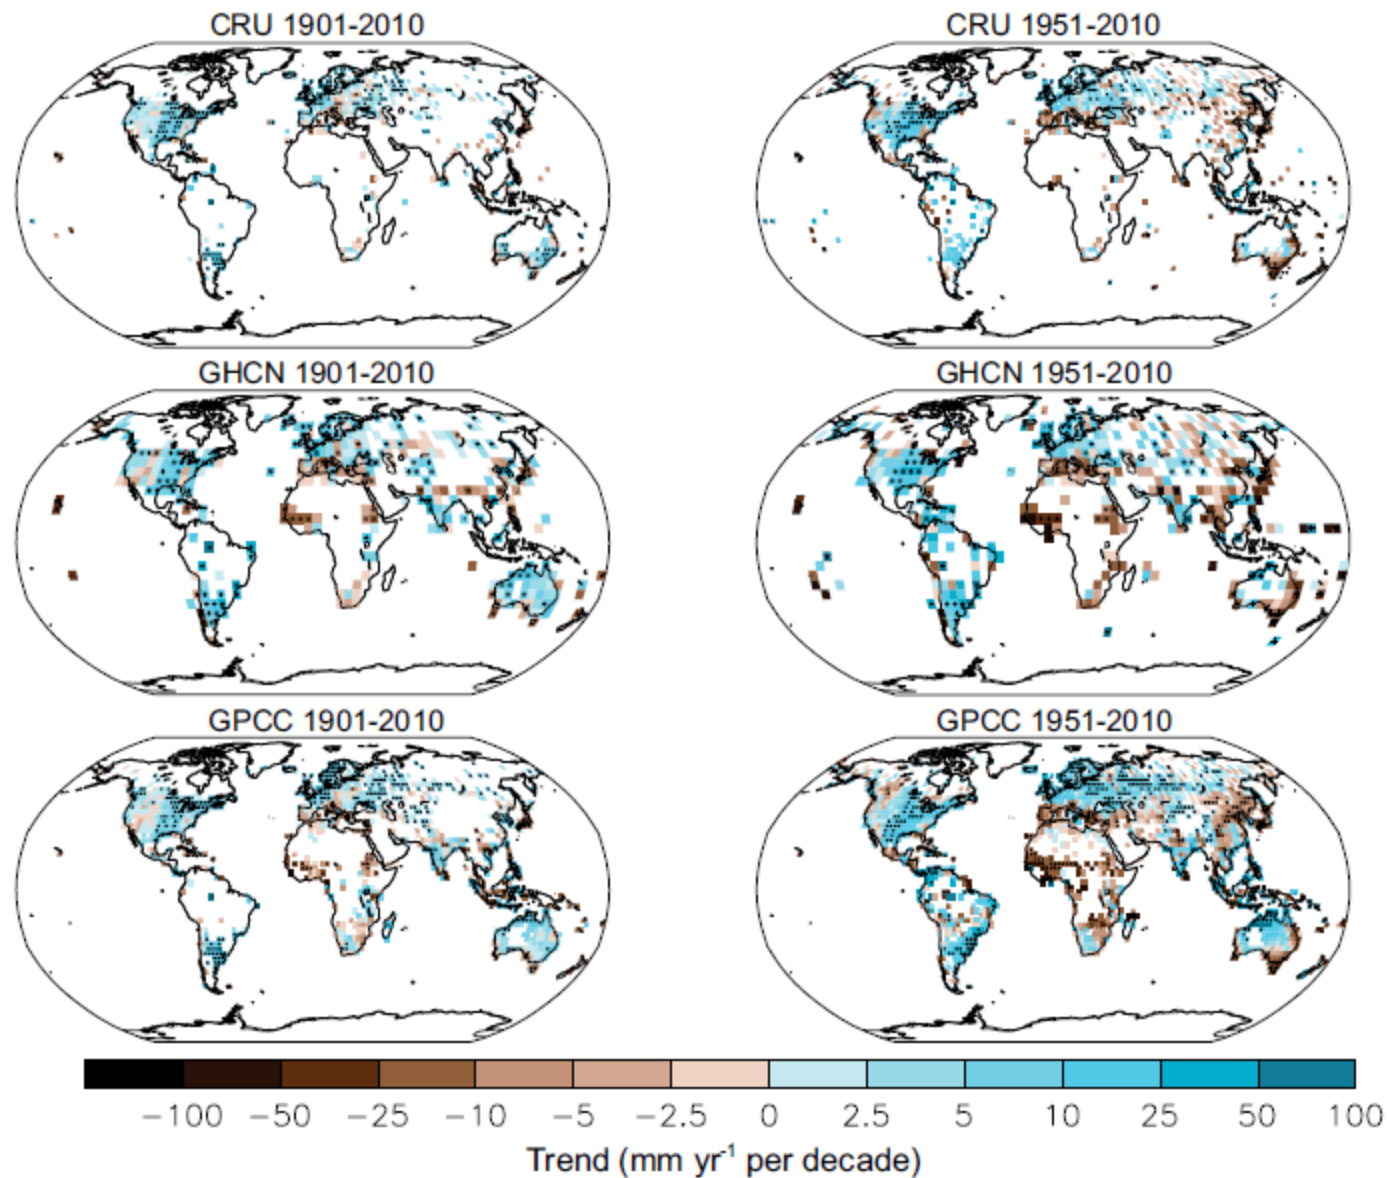 CRU 1901-2010 CRU 1951-2010
GHCN 1901-2010 GHCN 1951-2010
GPCC 1901-2010 GPCC 1951-2010
−100 −50 −25 −10 −5 −2.5 0 2.5 5 10 25 50 100
Trend (mm yr⁻¹ per decade)